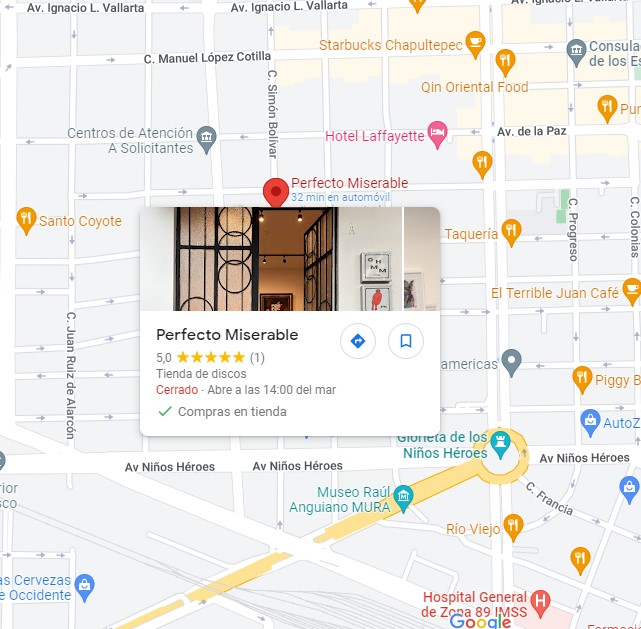 Av. Ignacio L. Vallarta
Av. Ignacio L. Vallarta
Av. Ignacio L. Vallarta
Starbucks Chapultepec
C. Manuel López Cotilla
Consula
de los Es
C. Simón Bolívar
Qin Oriental Food
Pur
Centros de Atención
A Solicitantes
Hotel Laffayette
Av. de la Paz
Perfecto Miserable
32 min en automóvil
Santo Coyote
C. Progreso
C. Colonias
Taquería
El Terrible Juan Café
C. Juan Ruiz de Alarcón
Perfecto Miserable
5,0
(1)
Tienda de discos
Cerrado · Abre a las 14:00 del mar
Compras en tienda
americas
Piggy B
AutoZ
Glorieta de los
Niños Héroes
Av Niños Héroes
Av Niños Héroes
Av Niños Héroes
rior
sco
Museo Raúl
Anguiano MURA
C. Francia
Río Viejo
as Cervezas
e Occidente
Hospital General
de Zona 89 IMSS
Google